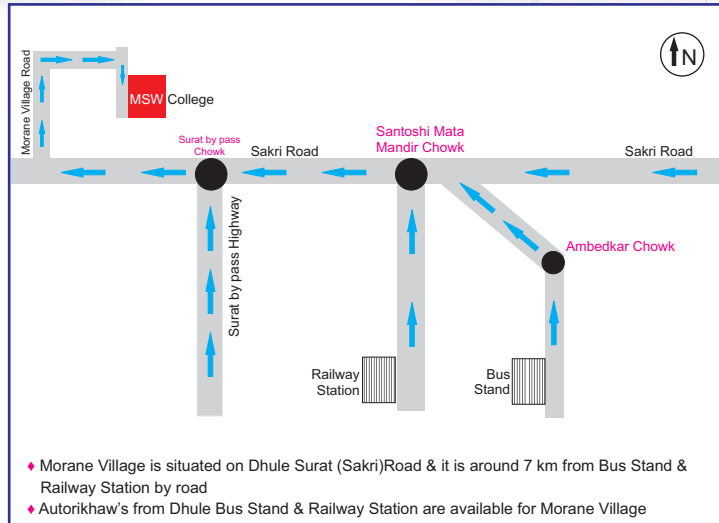 N
Morane Village Road
MSW College
Surat by pass
Chowk
Sakri Road
Santoshi Mata
Mandir Chowk
Sakri Road
Surat by pass Highway
Ambedkar Chowk
Railway
Station
Bus
Stand
♦ Morane Village is situated on Dhule Surat (Sakri)Road & it is around 7 km from Bus Stand &
Railway Station by road
♦ Autorikhaw's from Dhule Bus Stand & Railway Station are available for Morane Village